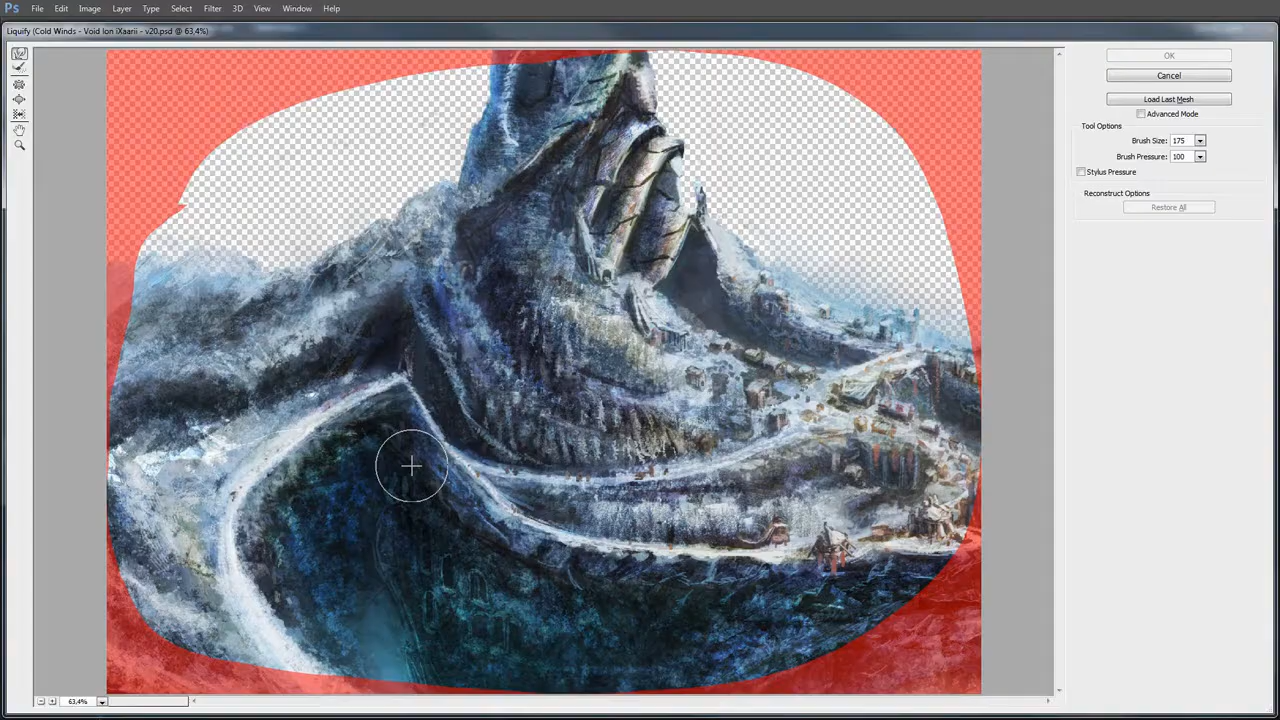 Ps File Edit Image Layer Type Select Filter 3D View Window Help
Liquify (Cold Winds - Void Ion iXaarii - v20.psd @ 63,4%)
OK
Cancel
Load Last Mesh
Advanced Mode
Tool Options
Brush Size: 175
Brush Pressure: 100
Stylus Pressure
Reconstruct Options
Restore All
63,4%